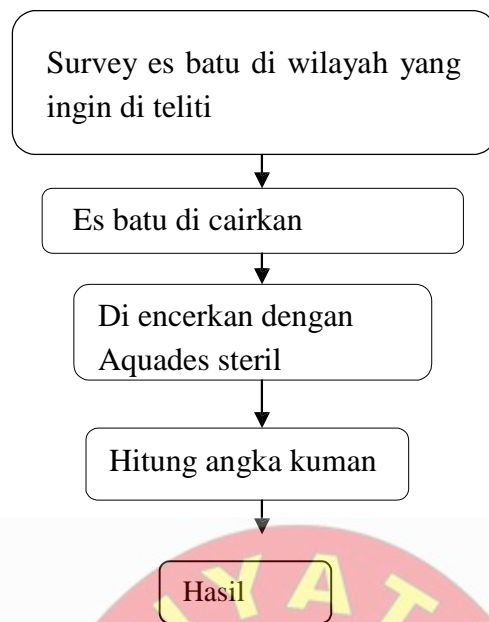 Survey es batu di wilayah yang
ingin di teliti
Es batu di cairkan
Di encerkan dengan
Aquades steril
Hitung angka kuman
Hasil
YAT